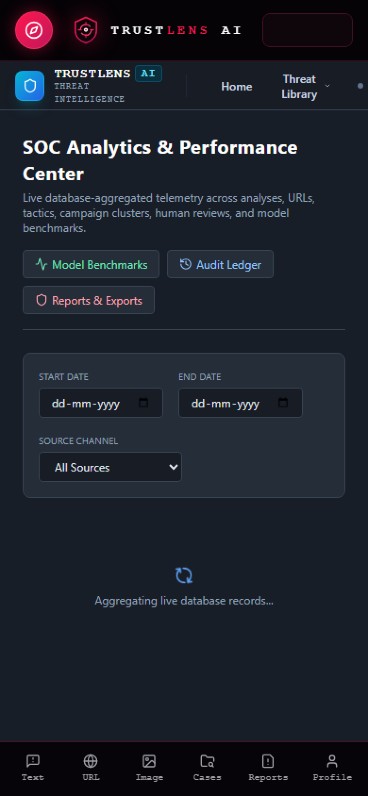 TRUSTLENS AI
TRUSTLENS AI
THREAT
INTELLIGENCE
Home
Threat
Library
SOC Analytics & Performance
Center
Live database-aggregated telemetry across analyses, URLs,
tactics, campaign clusters, human reviews, and model
benchmarks.
Model Benchmarks
Audit Ledger
Reports & Exports
START DATE
END DATE
dd-mm-yyyy
dd-mm-yyyy
SOURCE CHANNEL
All Sources
Aggregating live database records...
Text
URL
Image
Cases
Reports
Profile